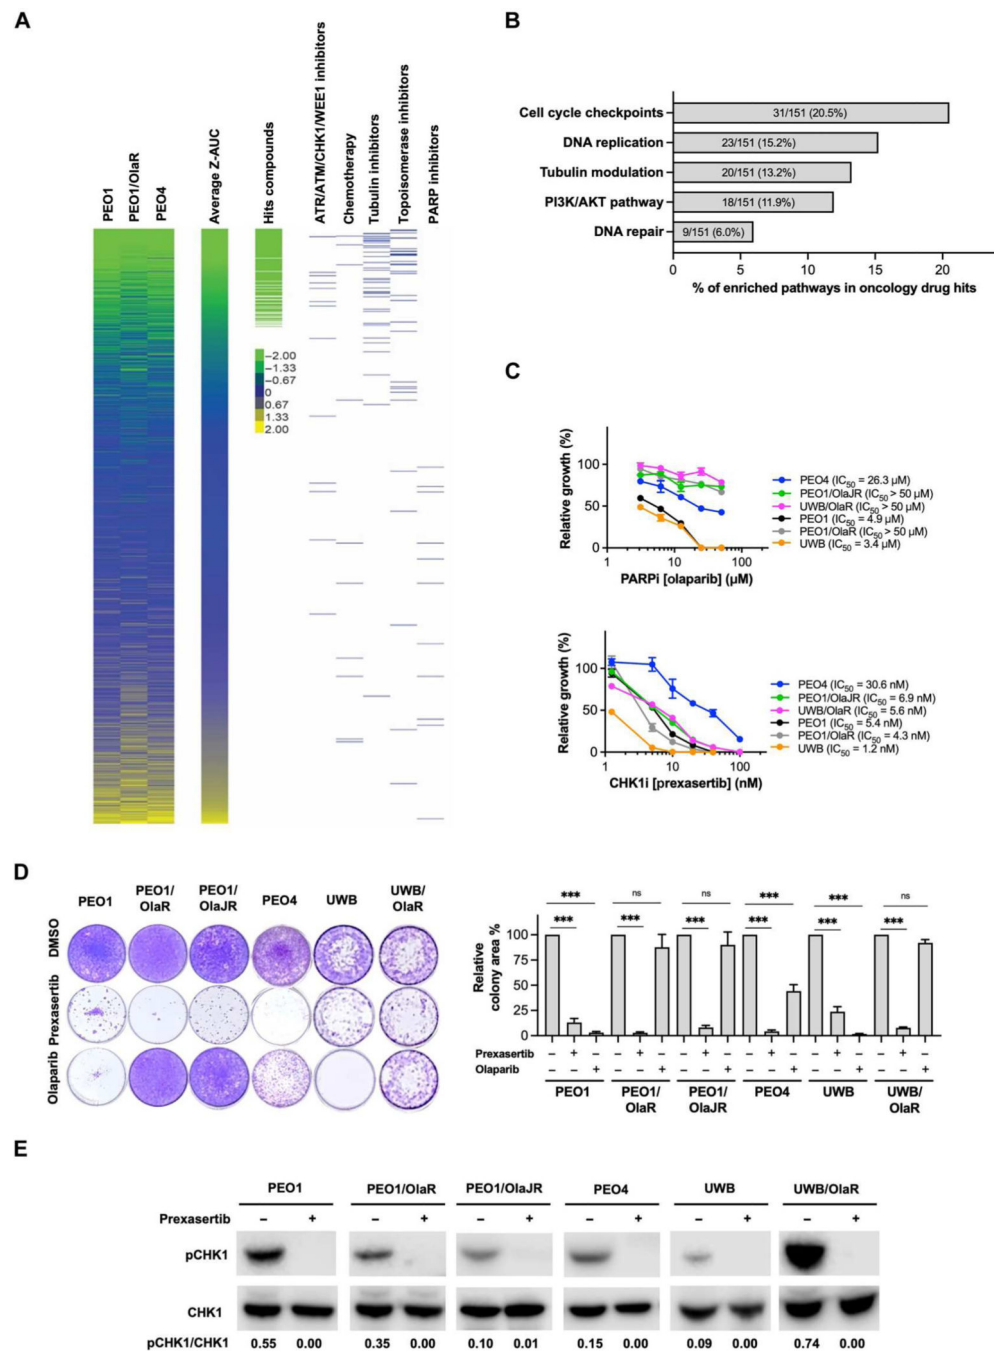 A
PEO1
PEO1/OlaR
PEO4
Average Z-AUC
Hits compounds
ATR/ATM/CHK1/WEE1 inhibitors
Chemotherapy
Tubulin inhibitors
Topoisomerase inhibitors
PARP inhibitors
−2.00
−1.33
−0.67
0
0.67
1.33
2.00
B
Cell cycle checkpoints 31/151 (20.5%)
DNA replication 23/151 (15.2%)
Tubulin modulation 20/151 (13.2%)
PI3K/AKT pathway 18/151 (11.9%)
DNA repair 9/151 (6.0%)
0 5 10 15 20
% of enriched pathways in oncology drug hits
C
Relative growth (%)
100
50
0
1 10 100
PARPi [olaparib] (µM)
PEO4 (IC50 = 26.3 µM)
PEO1/OlaJR (IC50 > 50 µM)
UWB/OlaR (IC50 > 50 µM)
PEO1 (IC50 = 4.9 µM)
PEO1/OlaR (IC50 > 50 µM)
UWB (IC50 = 3.4 µM)
Relative growth (%)
100
50
0
1 10 100
CHK1i [prexasertib] (nM)
PEO4 (IC50 = 30.6 nM)
PEO1/OlaJR (IC50 = 6.9 nM)
UWB/OlaR (IC50 = 5.6 nM)
PEO1 (IC50 = 5.4 nM)
PEO1/OlaR (IC50 = 4.3 nM)
UWB (IC50 = 1.2 nM)
D
PEO1 PEO1/OlaR PEO1/OlaJR PEO4 UWB UWB/OlaR
DMSO
Prexasertib
Olaparib
Relative colony area %
100
75
50
25
0
*** ns ns *** *** ns
*** *** *** *** *** ***
Prexasertib − + − − + − − + − − + − − + − − + −
Olaparib − − + − − + − − + − − + − − + − − +
PEO1 PEO1/OlaR PEO1/OlaJR PEO4 UWB UWB/OlaR
E
PEO1 PEO1/OlaR PEO1/OlaJR PEO4 UWB UWB/OlaR
Prexasertib − + − + − + − + − + − +
pCHK1
CHK1
pCHK1/CHK1 0.55 0.00 0.35 0.00 0.10 0.01 0.15 0.00 0.09 0.00 0.74 0.00